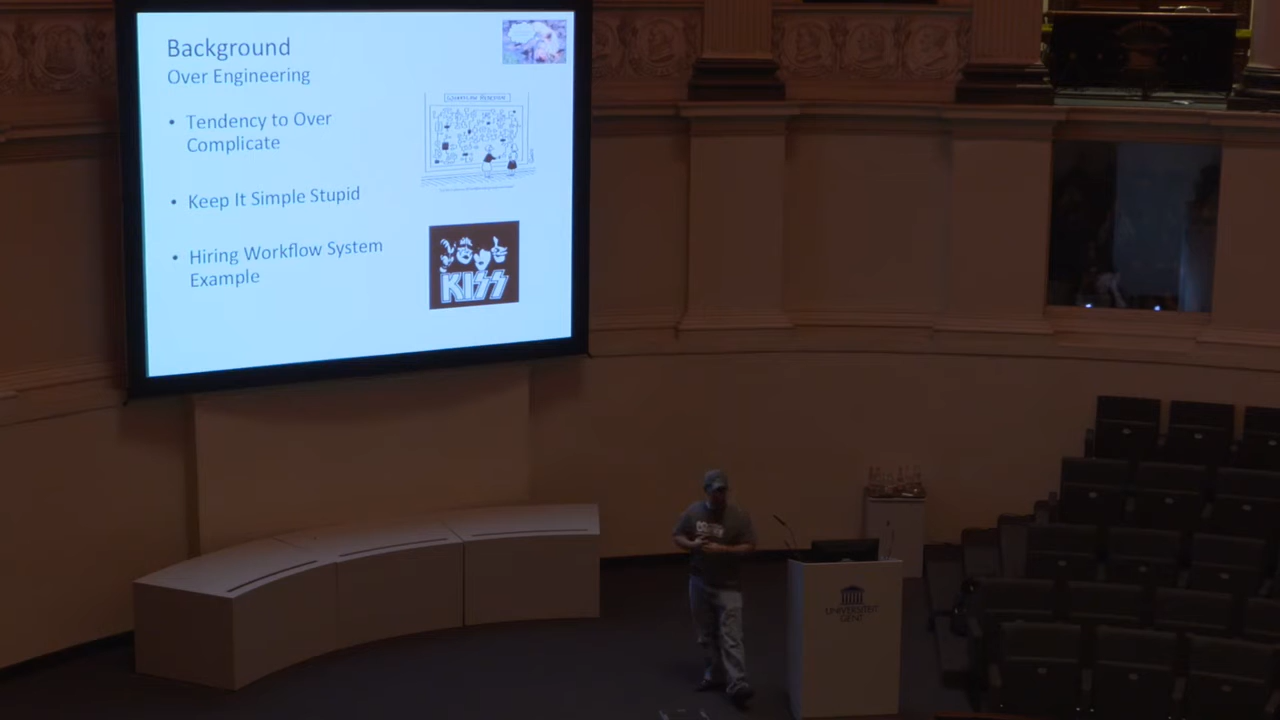 Background
Over Engineering
• Tendency to Over
Complicate
• Keep It Simple Stupid
• Hiring Workflow System
Example
KISS
UNIVERSITEIT
GENT